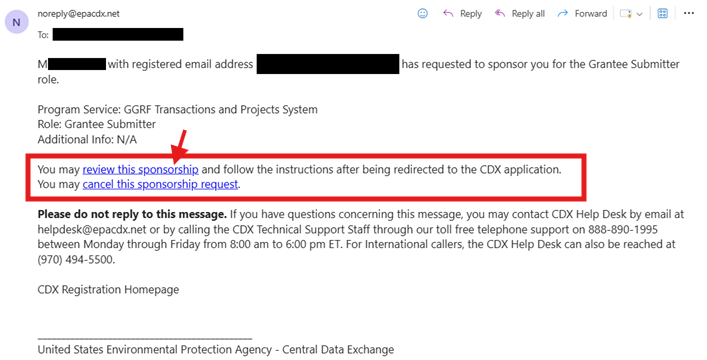 N
noreply@epacdx.net
Reply
Reply all
Forward
To:
M
with registered email address
has requested to sponsor you for the Grantee Submitter
role.
Program Service: GGRF Transactions and Projects System
Role: Grantee Submitter
Additional Info: N/A
You may review this sponsorship and follow the instructions after being redirected to the CDX application.
You may cancel this sponsorship request.
Please do not reply to this message. If you have questions concerning this message, you may contact CDX Help Desk by email at
helpdesk@epacdx.net or by calling the CDX Technical Support Staff through our toll free telephone support on 888-890-1995
between Monday through Friday from 8:00 am to 6:00 pm ET. For International callers, the CDX Help Desk can also be reached at
(970) 494-5500.
CDX Registration Homepage
United States Environmental Protection Agency - Central Data Exchange